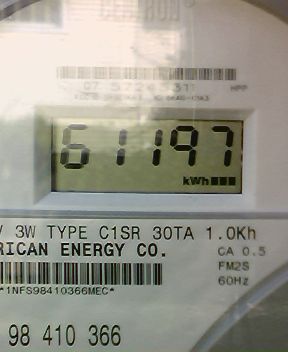 61197
kWh
V 3W TYPE C1SR 30TA 1.0Kh
RICAN ENERGY CO.
CA 0.5
FM2S
60Hz
*1NFS98410366MEC*
98 410 366